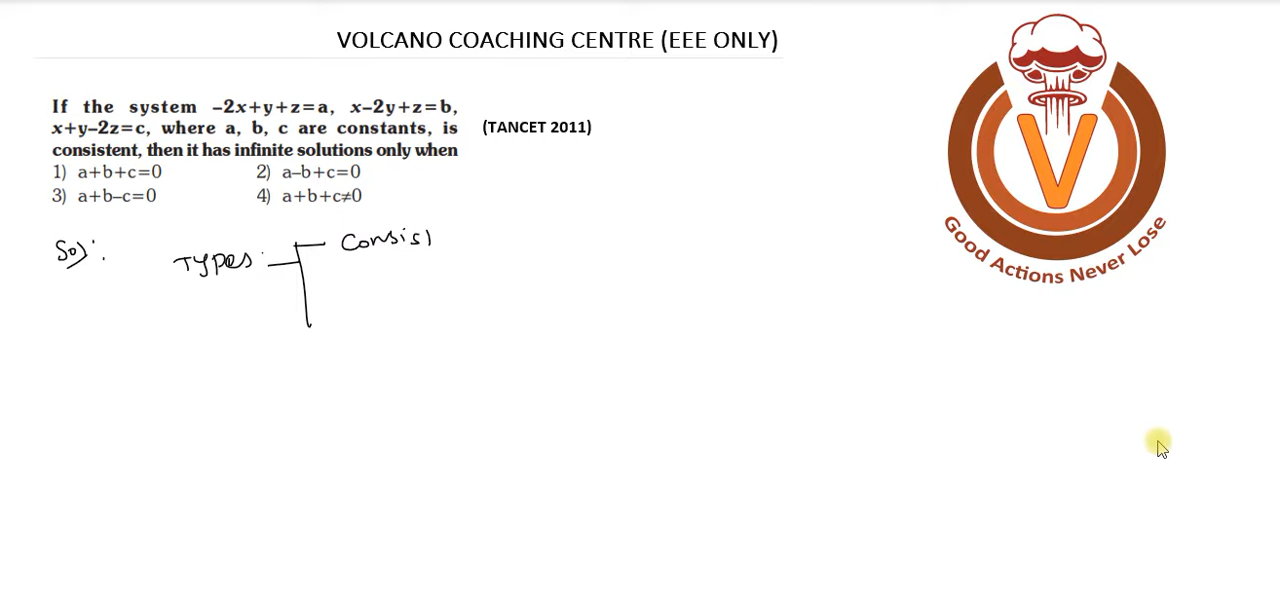 VOLCANO COACHING CENTRE (EEE ONLY)
If the system -2x+y+z=a, x-2y+z=b,
x+y-2z=c, where a, b, c are constants, is (TANCET 2011)
consistent, then it has infinite solutions only when
1) a+b+c=0 2) a-b+c=0
3) a+b-c=0 4) a+b+c≠0
Sol:
Types
Consis
V
Good Actions Never Lose